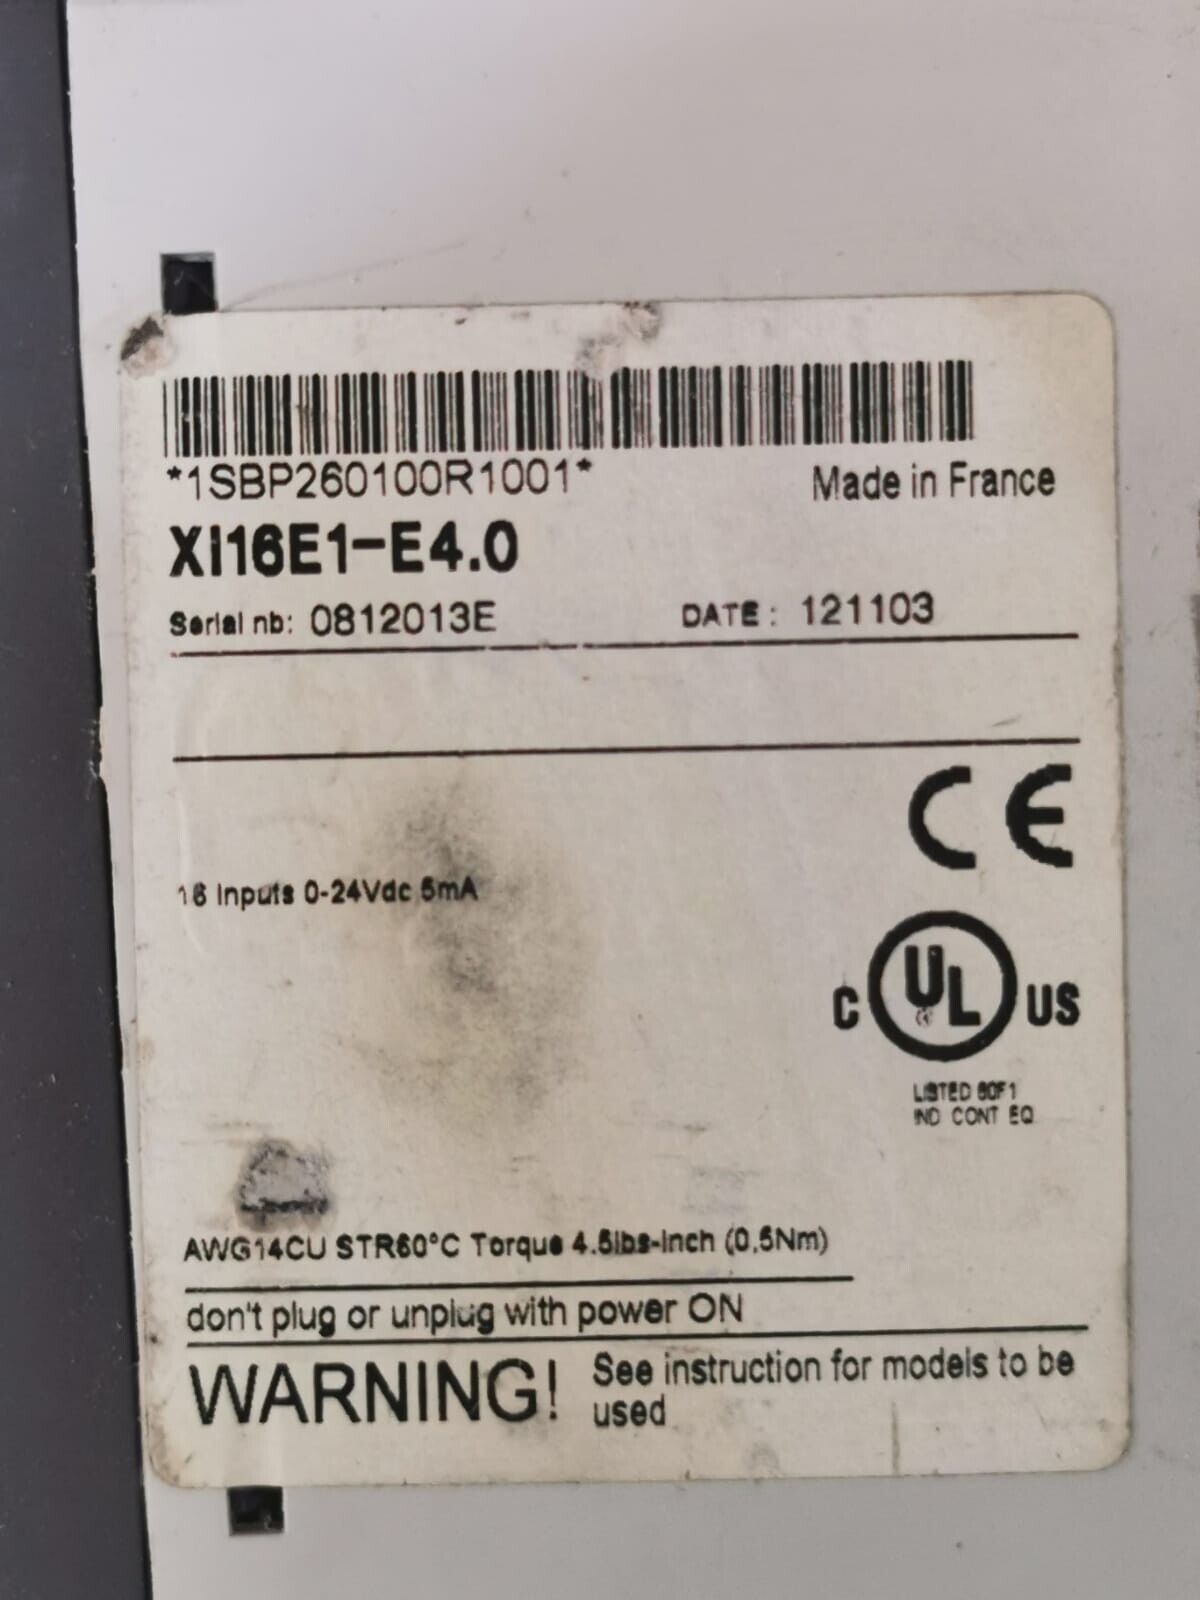 *1SBP260100R1001*
Made in France
XI16E1-E4.0
Serial nb: 0812013E DATE: 121103
CE
16 Inputs 0-24Vdc 5mA
C UL US
LISTED 60F1
IND CONT EQ
AWG14CU STR60°C Torque 4.5lbs-inch (0,5Nm)
don't plug or unplug with power ON
WARNING! See instruction for models to be
used